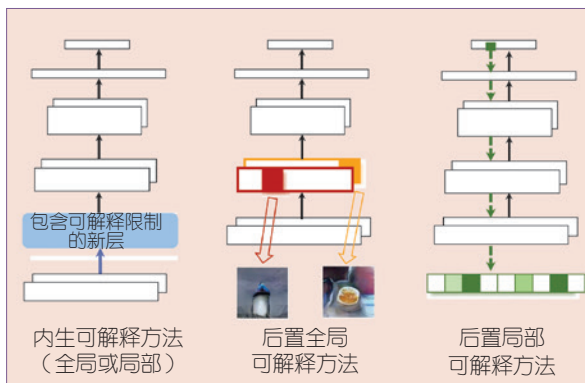 包含可解释限制
的新层
内生可解释方法
（全局或局部）
后置全局
可解释方法
后置局部
可解释方法